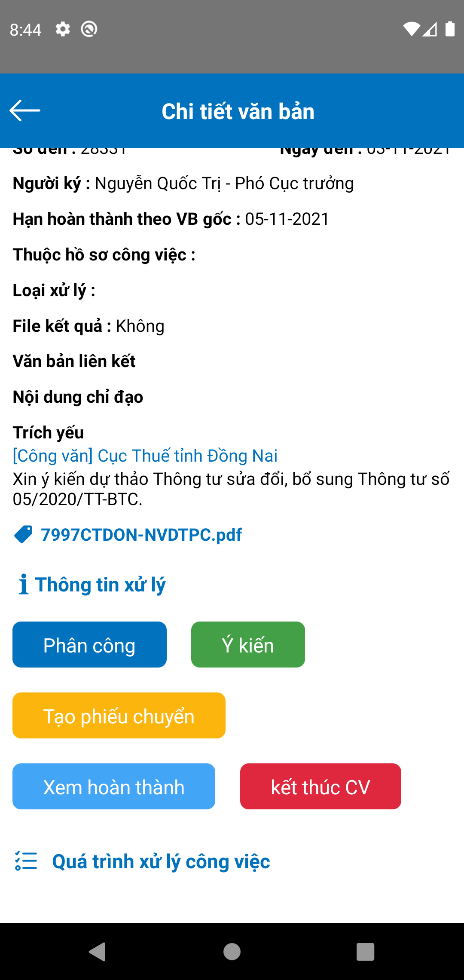 8:44
Chi tiết văn bản
Số đến : 28331
Ngày đến : 03-11-2021
Người ký : Nguyễn Quốc Trị - Phó Cục trưởng
Hạn hoàn thành theo VB gốc : 05-11-2021
Thuộc hồ sơ công việc :
Loại xử lý :
File kết quả : Không
Văn bản liên kết
Nội dung chỉ đạo
Trích yếu
[Công văn] Cục Thuế tỉnh Đồng Nai
Xin ý kiến dự thảo Thông tư sửa đổi, bổ sung Thông tư số
05/2020/TT-BTC.
7997CTDON-NVDTPC.pdf
Thông tin xử lý
Phân công
Ý kiến
Tạo phiếu chuyển
Xem hoàn thành
kết thúc CV
Quá trình xử lý công việc